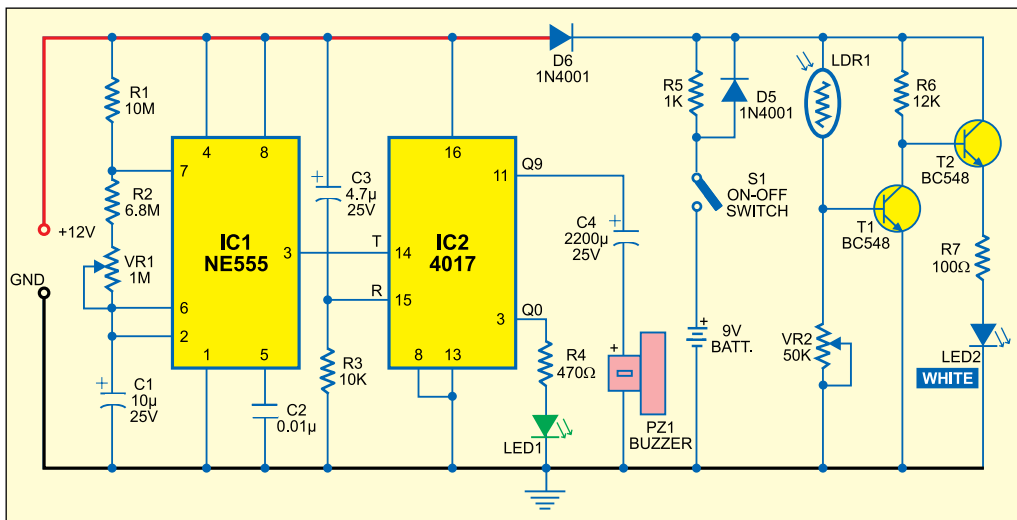 D6
1N4001
R1
10M
R2
6.8M
VR1
1M
+12V
GND
C1
10µ
25V
7
4
8
6
2
1
5
3
IC1
NE555
C2
0.01µ
C3
4.7µ
25V
T
R
R3
10K
14
15
16
11
3
8
13
IC2
4017
Q9
Q0
R4
470Ω
LED1
C4
2200µ
25V
PZ1
BUZZER
R5
1K
D5
1N4001
S1
ON-OFF
SWITCH
9V
BATT.
LDR1
VR2
50K
R6
12K
T1
BC548
T2
BC548
R7
100Ω
LED2
WHITE